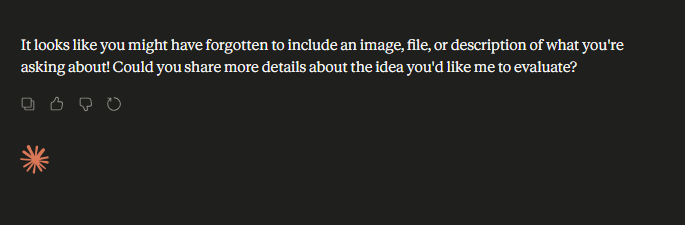 It looks like you might have forgotten to include an image, file, or description of what you're
asking about! Could you share more details about the idea you'd like me to evaluate?